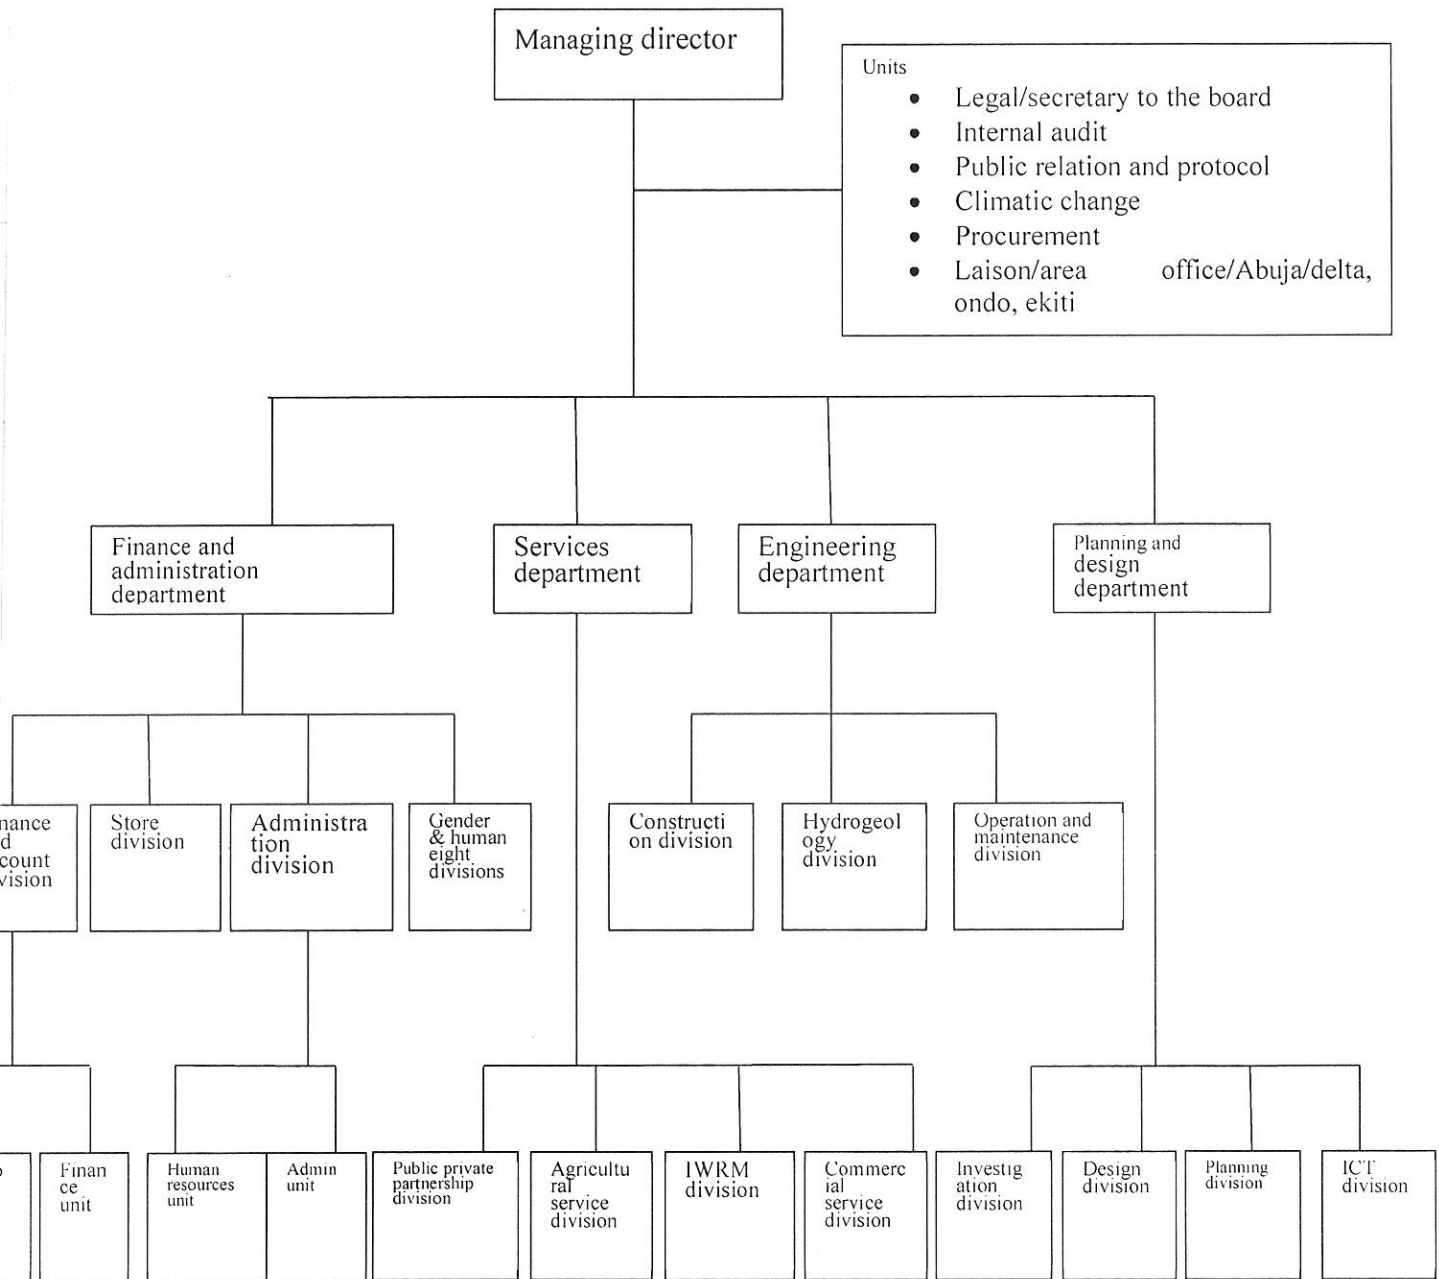 Managing director
Units
• Legal/secretary to the board
• Internal audit
• Public relation and protocol
• Climatic change
• Procurement
• Laison/area office/Abuja/delta,
ondo, ekiti
Finance and
administration
department
Services
department
Engineering
department
Planning and
design
department
nance
d
count
vision
Store
division
Administra
tion
division
Gender
& human
eight
divisions
Constructi
on division
Hydrogeol
ogy
division
Operation and
maintenance
division
Finan
ce
unit
Human
resources
unit
Admin
unit
Public private
partnership
division
Agricultu
ral
service
division
IWRM
division
Commerc
ial
service
division
Investig
ation
division
Design
division
Planning
division
ICT
division